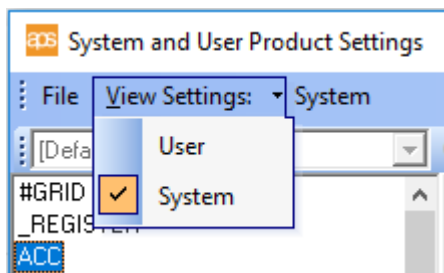 aps System and User Product Settings
File View Settings: System
[Defa
User
#GRID
System
_REGISTER
ACC